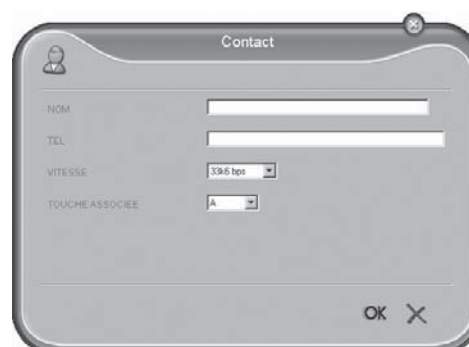 Contact
NOM
TEL
VITESSE 33k6 bps
TOUCHE ASSOCIEE A
OK